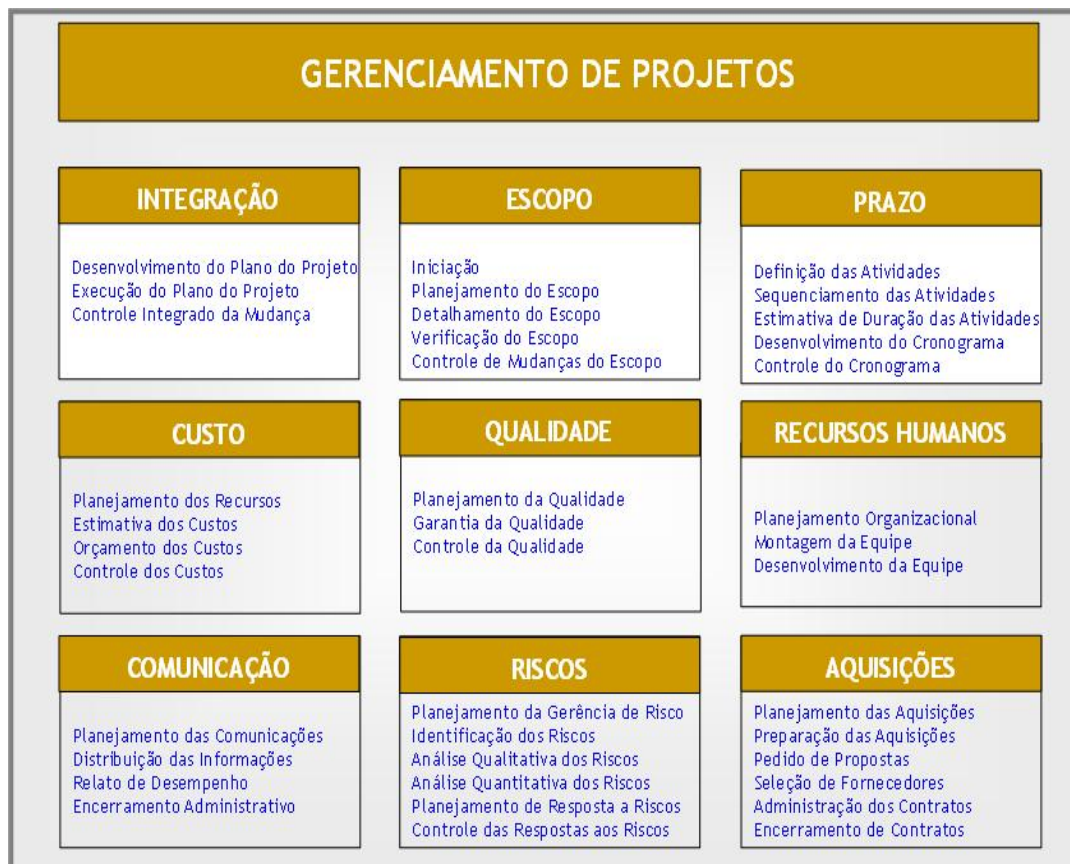 GERENCIAMENTO DE PROJETOS
INTEGRAÇÃO
Desenvolvimento do Plano do Projeto
Execução do Plano do Projeto
Controle Integrado da Mudança
ESCOPO
Iniciação
Planejamento do Escopo
Detalhamento do Escopo
Verificação do Escopo
Controle de Mudanças do Escopo
PRAZO
Definição das Atividades
Sequenciamento das Atividades
Estimativa de Duração das Atividades
Desenvolvimento do Cronograma
Controle do Cronograma
CUSTO
Planejamento dos Recursos
Estimativa dos Custos
Orçamento dos Custos
Controle dos Custos
QUALIDADE
Planejamento da Qualidade
Garantia da Qualidade
Controle da Qualidade
RECURSOS HUMANOS
Planejamento Organizacional
Montagem da Equipe
Desenvolvimento da Equipe
COMUNICAÇÃO
Planejamento das Comunicações
Distribuição das Informações
Relato de Desempenho
Encerramento Administrativo
RISCOS
Planejamento da Gerência de Risco
Identificação dos Riscos
Análise Qualitativa dos Riscos
Análise Quantitativa dos Riscos
Planejamento de Resposta a Riscos
Controle das Respostas aos Riscos
AQUISIÇÕES
Planejamento das Aquisições
Preparação das Aquisições
Pedido de Propostas
Seleção de Fornecedores
Administração dos Contratos
Encerramento de Contratos